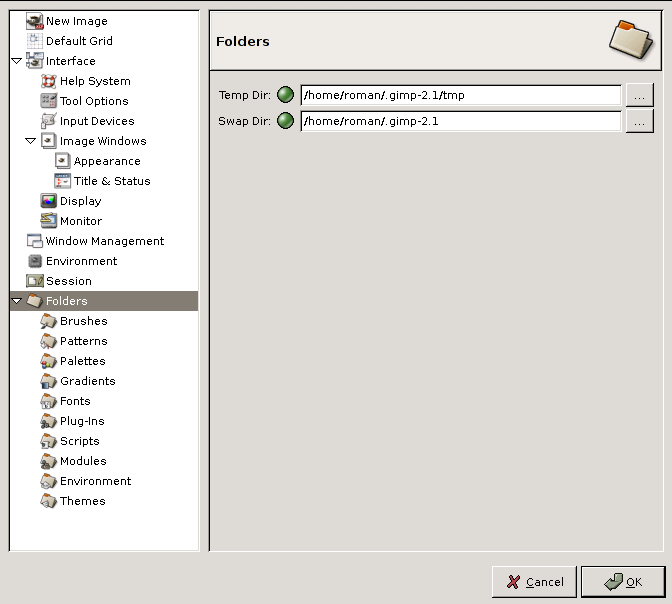 New Image
Default Grid
Interface
Help System
Tool Options
Input Devices
Image Windows
Appearance
Title & Status
Display
Monitor
Window Management
Environment
Session
Folders
Brushes
Patterns
Palettes
Gradients
Fonts
Plug-Ins
Scripts
Modules
Environment
Themes
Folders
Temp Dir: /home/roman/.gimp-2.1/tmp ...
Swap Dir: /home/roman/.gimp-2.1 ...
Cancel OK